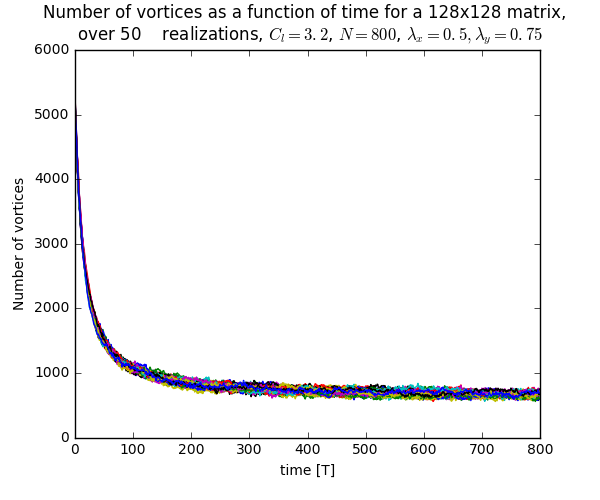 Number of vortices as a function of time for a 128x128 matrix,
over 50    realizations, $C_l = 3.2$, $N = 800$, $\lambda_x = 0.5, \lambda_y = 0.75$
6000
5000
4000
3000
2000
1000
0
Number of vortices
0 100 200 300 400 500 600 700 800
time [T]